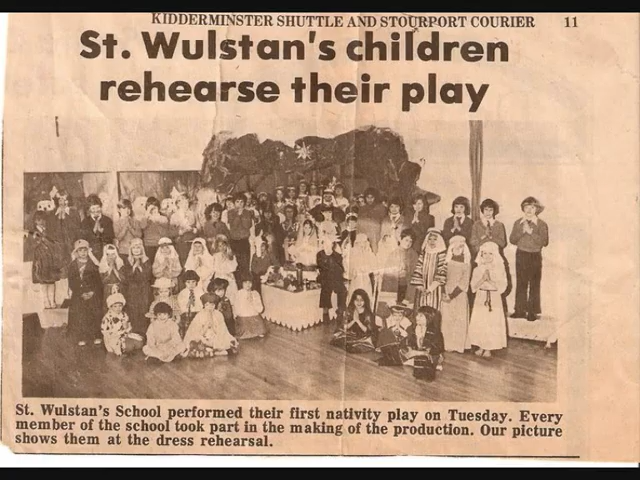 KIDDERMINSTER SHUTTLE AND STOURPORT COURIER 11
St. Wulstan's children
rehearse their play
St. Wulstan's School performed their first nativity play on Tuesday. Every
member of the school took part in the making of the production. Our picture
shows them at the dress rehearsal.